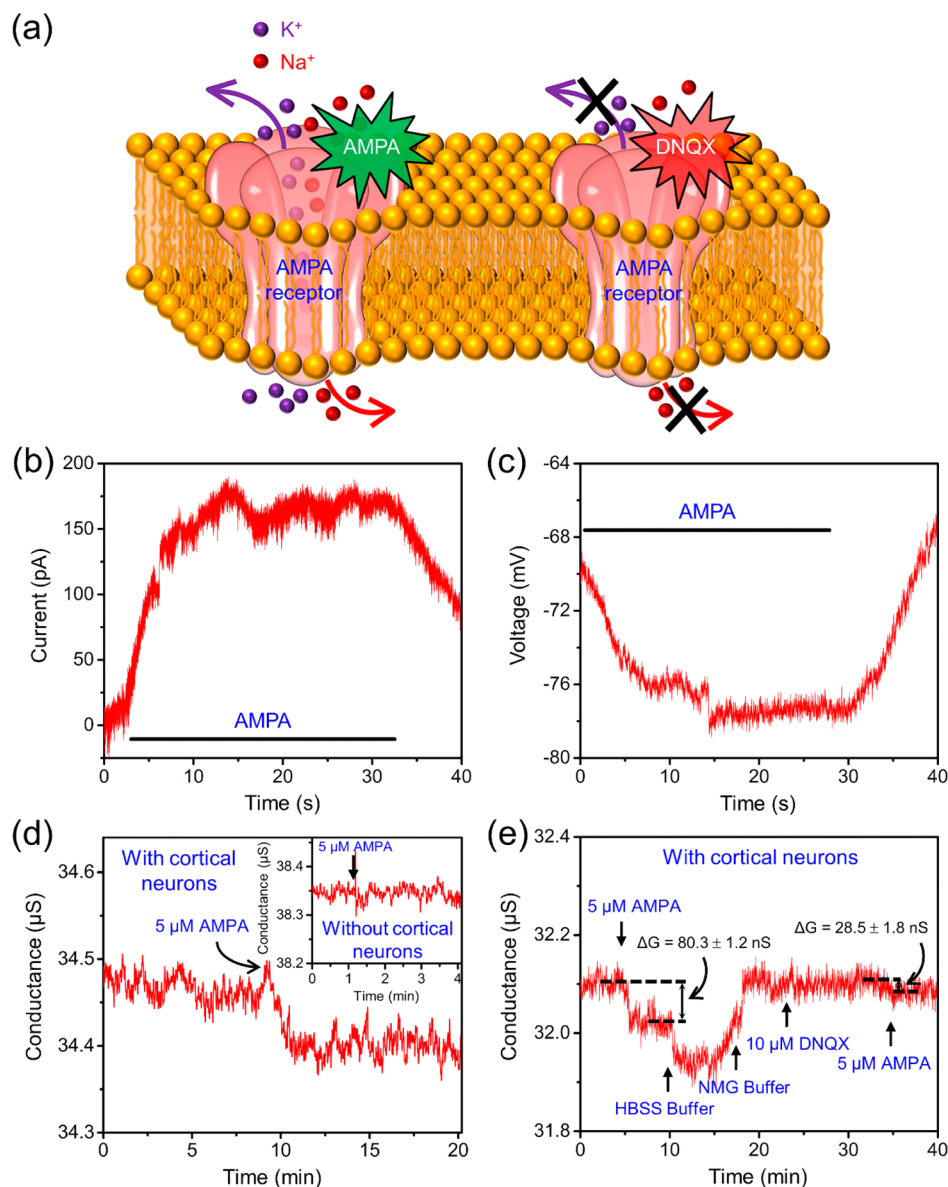 (a)
K⁺
Na⁺
AMPA
DNQX
AMPA
receptor
AMPA
receptor
(b)
200
150
100
50
0
Current (pA)
AMPA
0 10 20 30 40
Time (s)
(c)
-64
-68
-72
-76
-80
Voltage (mV)
AMPA
0 10 20 30 40
Time (s)
(d)
34.6
34.5
34.4
34.3
Conductance (µS)
With cortical
neurons
5 µM AMPA
0 5 10 15 20
Time (min)
38.4
38.3
38.2
Conductance (µS)
5 µM AMPA
Without cortical
neurons
0 1 2 3 4
Time (min)
(e)
32.4
32.2
32.0
31.8
Conductance (µS)
With cortical neurons
5 µM AMPA
ΔG = 80.3 ± 1.2 nS
ΔG = 28.5 ± 1.8 nS
10 µM DNQX
5 µM AMPA
NMG Buffer
HBSS Buffer
0 10 20 30 40
Time (min)